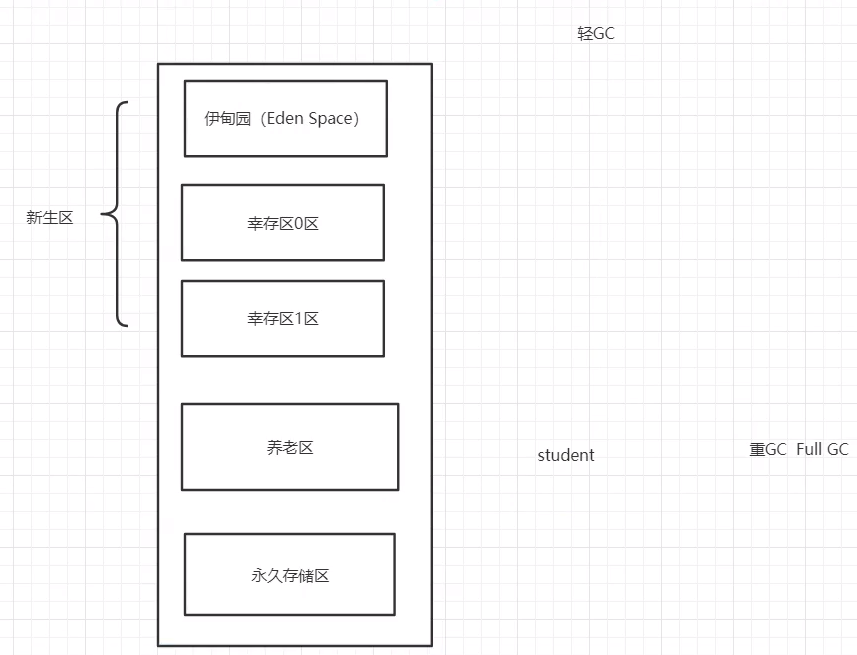 轻GC
伊甸园（Eden Space）
新生区
幸存区0区
幸存区1区
养老区
student
重GC Full GC
永久存储区